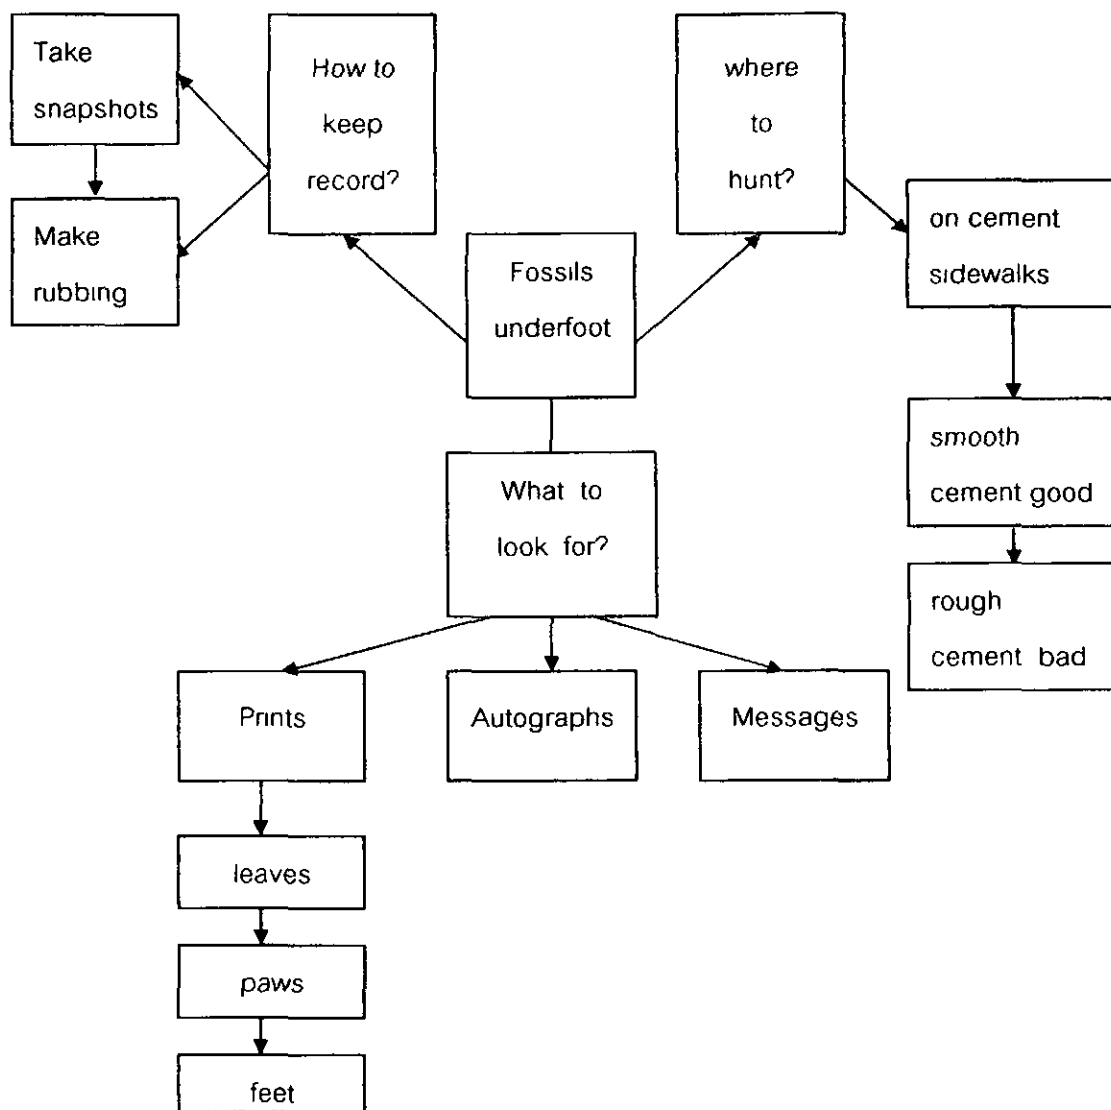 Take
snapshots
How to
keep
record?
where
to
hunt?
Make
rubbing
on cement
sidewalks
Fossils
underfoot
smooth
cement good
What to
look for?
rough
cement bad
Prints
Autographs
Messages
leaves
paws
feet